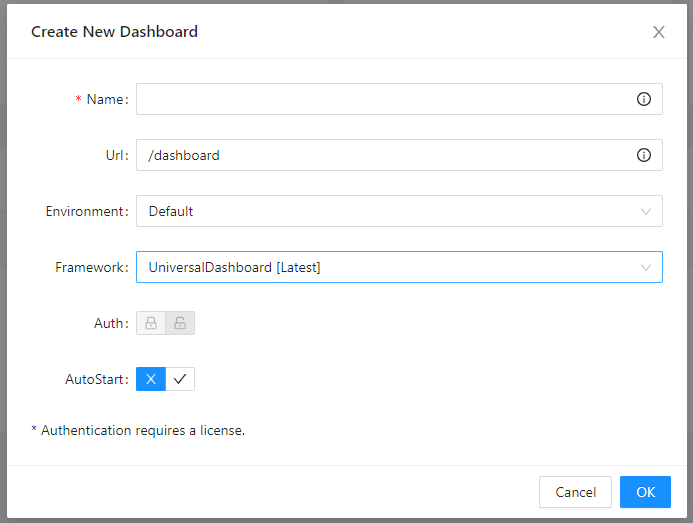 Create New Dashboard
* Name:
Url: /dashboard
Environment: Default
Framework: UniversalDashboard [Latest]
Auth:
AutoStart:
* Authentication requires a license.
Cancel OK